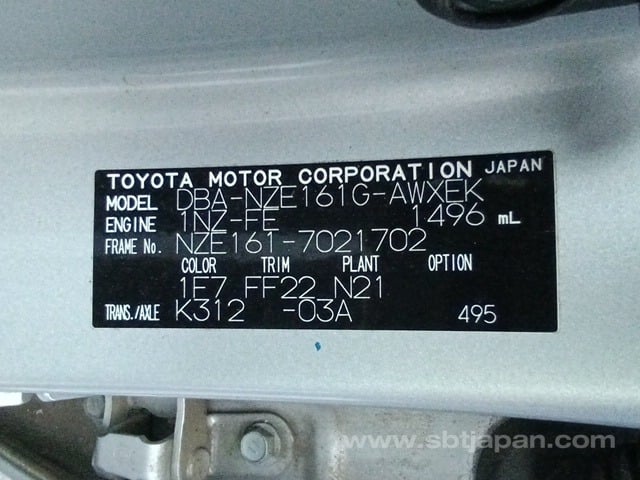 TOYOTA MOTOR CORPORATION JAPAN
MODEL DBA-NZE161G-AWXEK
ENGINE 1NZ-FE 1496 mL
FRAME No. NZE161-7021702
COLOR TRIM PLANT OPTION
1E7 FF22 N21
TRANS./AXLE K312 -03A 495
www.sbtjapan.com